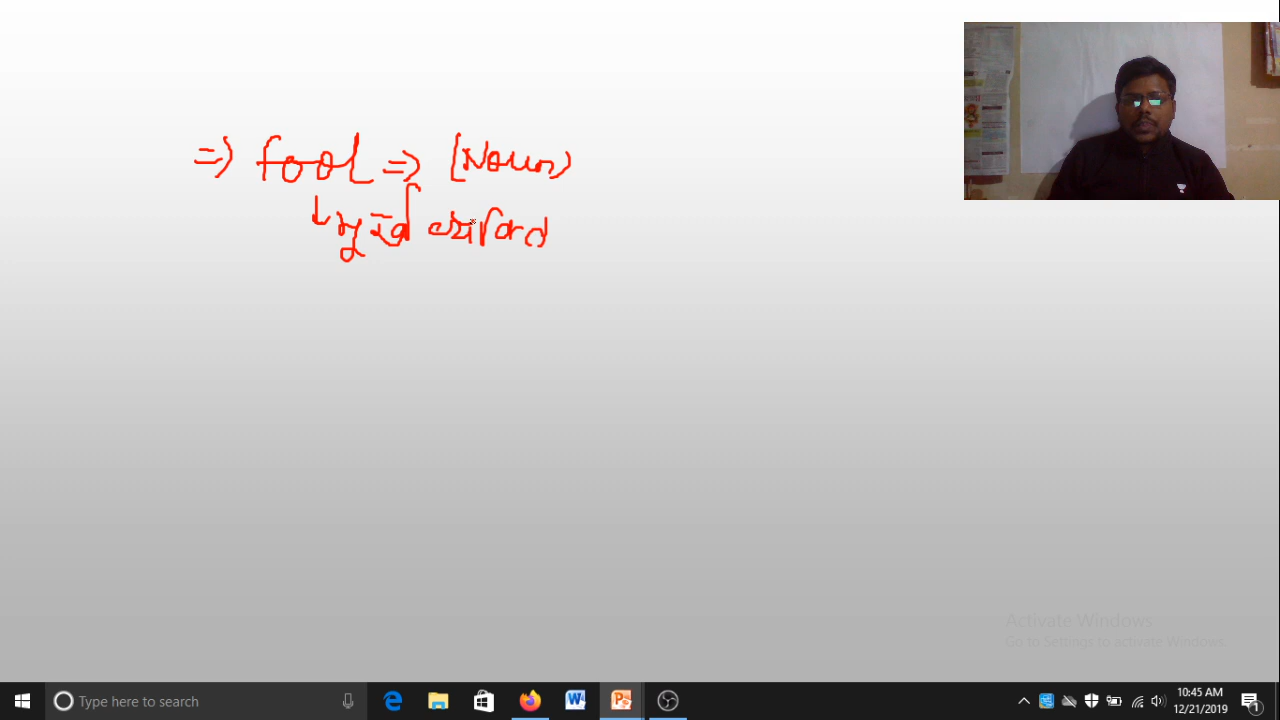 => fool => (Noun)
Activate Windows
Go to Settings to activate Windows.
Type here to search
10:45 AM
12/21/2019